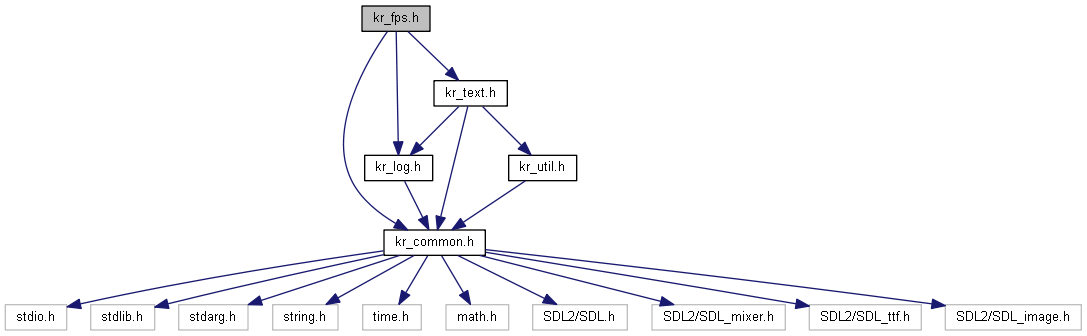 kr_fps.h
kr_text.h
kr_log.h
kr_util.h
kr_common.h
stdio.h
stdlib.h
stdarg.h
string.h
time.h
math.h
SDL2/SDL.h
SDL2/SDL_mixer.h
SDL2/SDL_ttf.h
SDL2/SDL_image.h